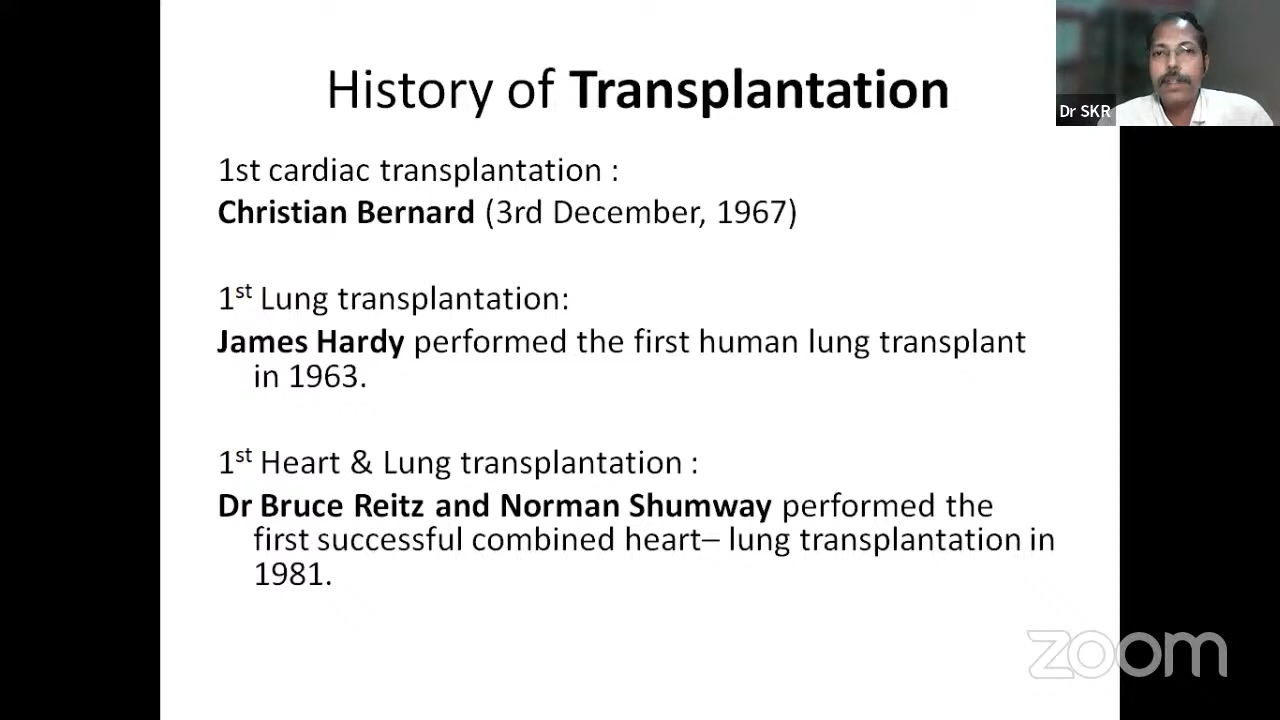 History of Transplantation
Dr SKR
1st cardiac transplantation :
Christian Bernard (3rd December, 1967)
1st Lung transplantation:
James Hardy performed the first human lung transplant
in 1963.
1st Heart & Lung transplantation :
Dr Bruce Reitz and Norman Shumway performed the
first successful combined heart– lung transplantation in
1981.
zoom